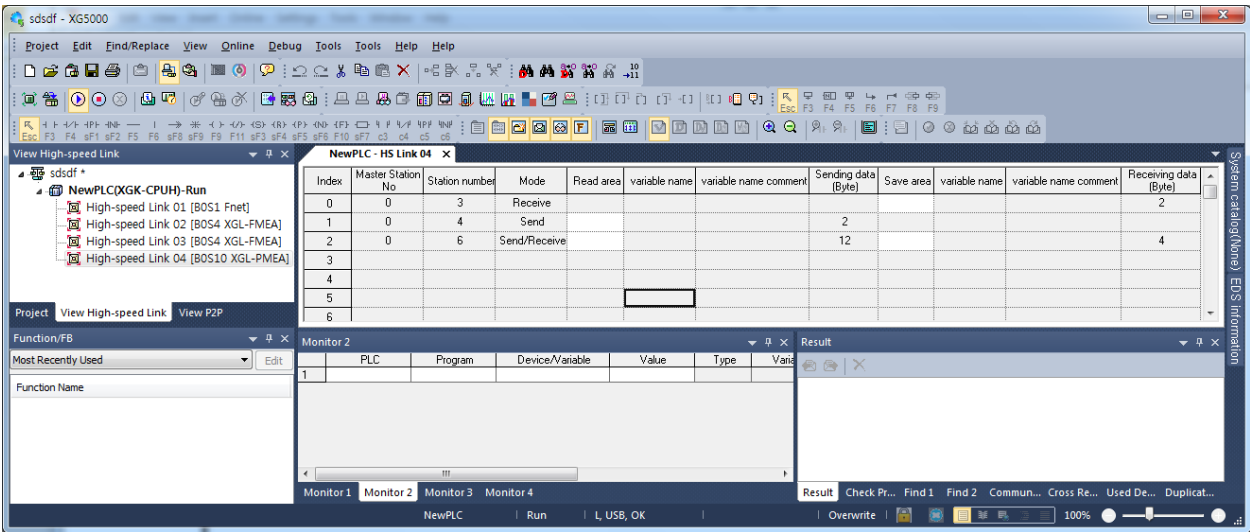 sdsdf - XG5000
Project Edit Find/Replace View Online Debug Tools Tools Help Help
Esc F3 F4 F5 F6 F7 F8 F9
Esc F3 F4 sF1 sF2 F5 F6 sF8 sF9 F9 F11 sF3 sF4 sF5 sF6 F10 sF7 c3 c4 c5 c6
View High-speed Link
sdsdf *
NewPLC(XGK-CPUH)-Run
High-speed Link 01 [B0S1 Fnet]
High-speed Link 02 [B0S4 XGL-FMEA]
High-speed Link 03 [B0S4 XGL-FMEA]
High-speed Link 04 [B0S10 XGL-PMEA]
Project View High-speed Link View P2P
NewPLC - HS Link 04 X
Index Master Station No Station number Mode Read area variable name variable name comment Sending data (Byte) Save area variable name variable name comment Receiving data (Byte)
0 0 3 Receive 2
1 0 4 Send 2
2 0 6 Send/Receive 12 4
3
4
5
6
System catalog(None) EDS information
Function/FB
Most Recently Used Edit
Function Name
Monitor 2
PLC Program Device/Variable Value Type Varia
1
Monitor 1 Monitor 2 Monitor 3 Monitor 4
Result
Result Check Pr... Find 1 Find 2 Commun... Cross Re... Used De... Duplicat...
NewPLC Run L, USB, OK Overwrite 100%